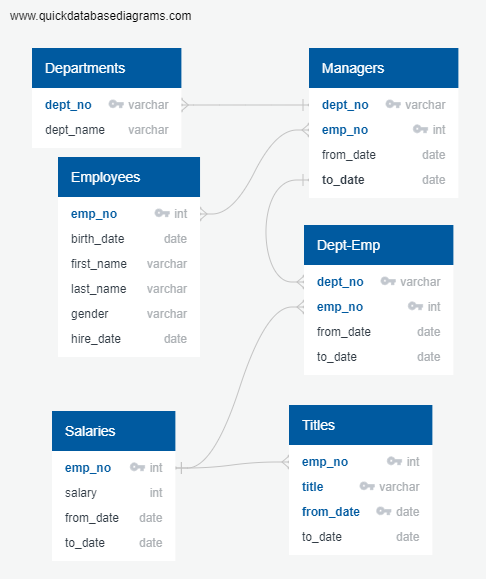 www.quickdatabasediagrams.com
Departments
dept_no varchar
dept_name varchar
Managers
dept_no varchar
emp_no int
from_date date
to_date date
Employees
emp_no int
birth_date date
first_name varchar
last_name varchar
gender varchar
hire_date date
Dept-Emp
dept_no varchar
emp_no int
from_date date
to_date date
Salaries
emp_no int
salary int
from_date date
to_date date
Titles
emp_no int
title varchar
from_date date
to_date date